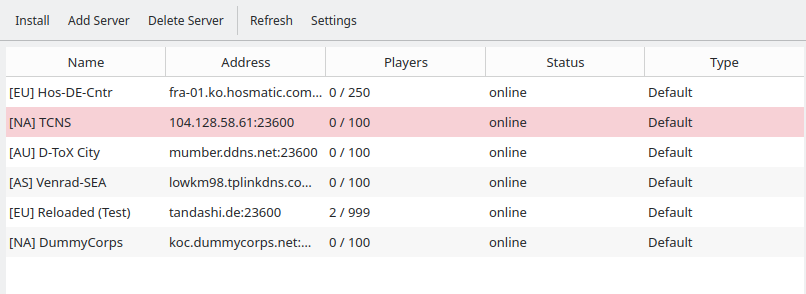 Install Add Server Delete Server Refresh Settings
Name Address Players Status Type
[EU] Hos-DE-Cntr fra-01.ko.hosmatic.com... 0 / 250 online Default
[NA] TCNS 104.128.58.61:23600 0 / 100 online Default
[AU] D-ToX City mumber.ddns.net:23600 0 / 100 online Default
[AS] Venrad-SEA lowkm98.tplinkdns.co... 0 / 100 online Default
[EU] Reloaded (Test) tandashi.de:23600 2 / 999 online Default
[NA] DummyCorps koc.dummycorps.net:... 0 / 100 online Default